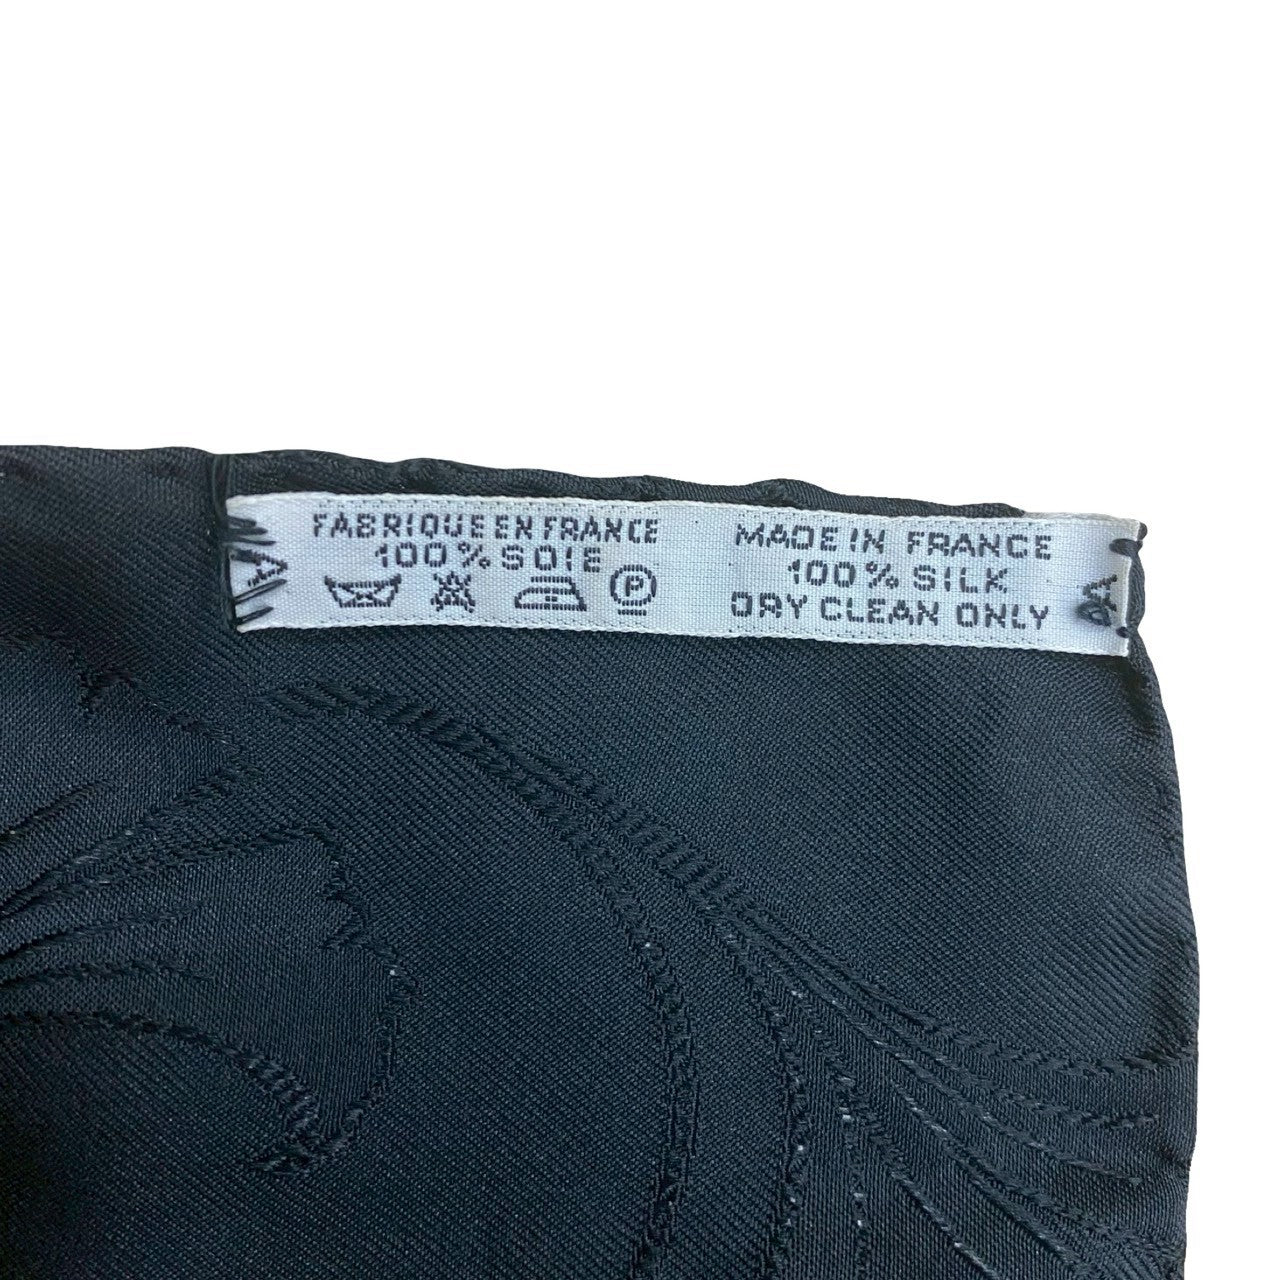 FABRIQUE EN FRANCE
100% SOIE
P
MADE IN FRANCE
100% SILK
DRY CLEAN ONLY